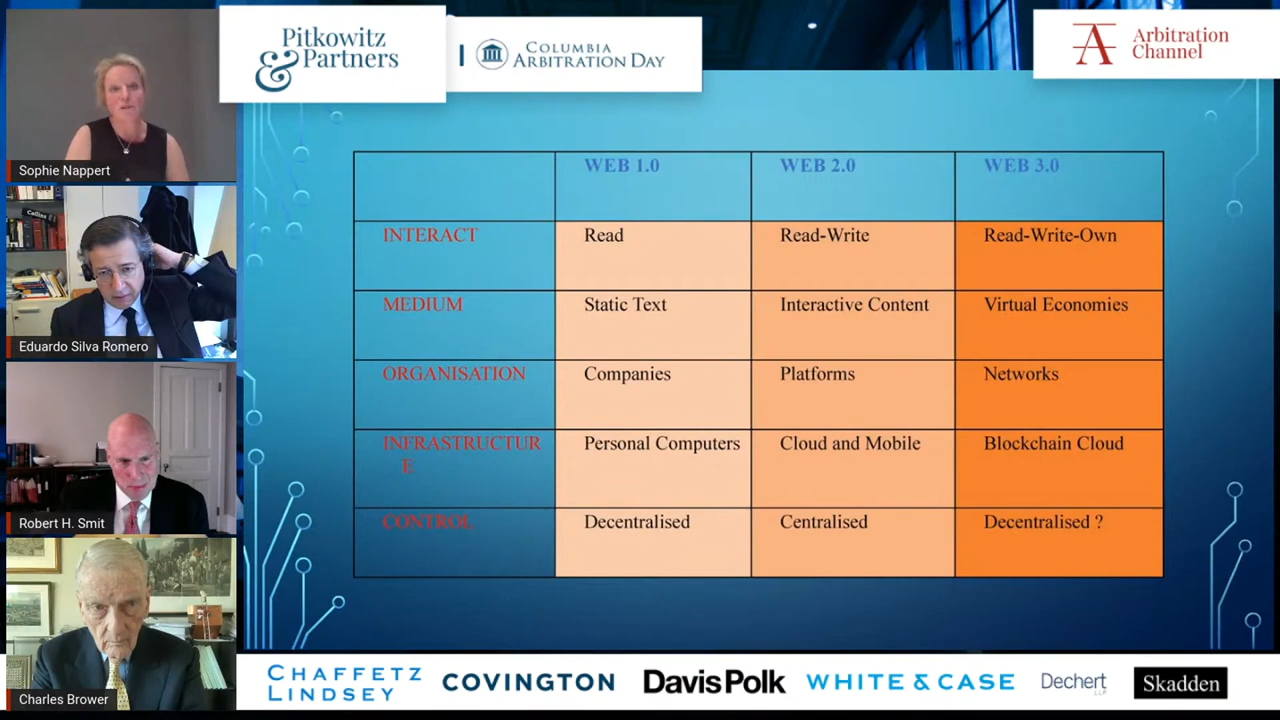 Pitkowitz
& Partners
COLUMBIA
ARBITRATION DAY
Arbitration
Channel
Sophie Nappert
Eduardo Silva Romero
Robert H. Smit
Charles Brower
WEB 1.0 WEB 2.0 WEB 3.0
INTERACT Read Read-Write Read-Write-Own
MEDIUM Static Text Interactive Content Virtual Economies
ORGANISATION Companies Platforms Networks
INFRASTRUCTUR Personal Computers Cloud and Mobile Blockchain Cloud
E
CONTROL Decentralised Centralised Decentralised ?
CHAFFETZ
LINDSEY
COVINGTON
Davis Polk
WHITE & CASE
Dechert
LLP
Skadden